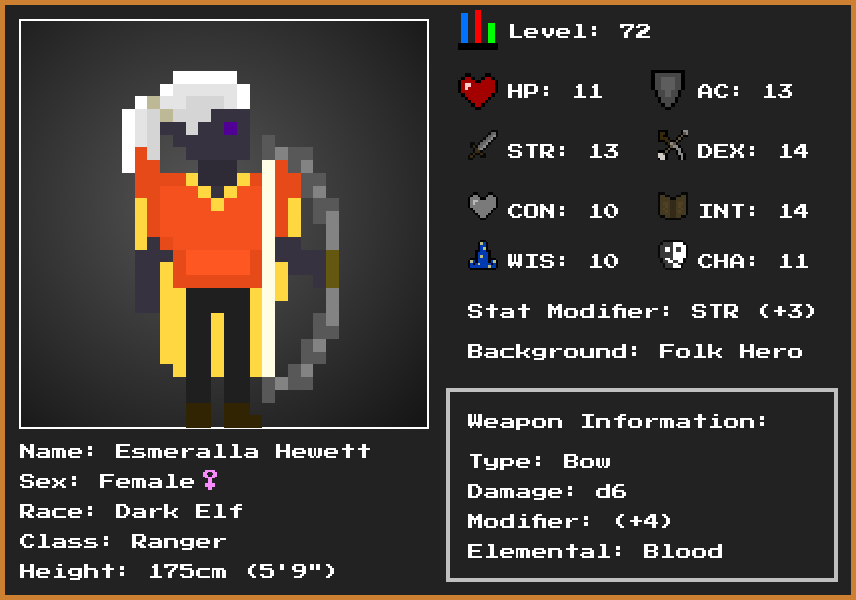 Level: 72
HP: 11
AC: 13
STR: 13
DEX: 14
CON: 10
INT: 14
WIS: 10
CHA: 11
Stat Modifier: STR (+3)
Background: Folk Hero
Weapon Information:
Type: Bow
Damage: d6
Modifier: (+4)
Elemental: Blood
Name: Esmeralla Hewett
Sex: Female♀
Race: Dark Elf
Class: Ranger
Height: 175cm (5'9")